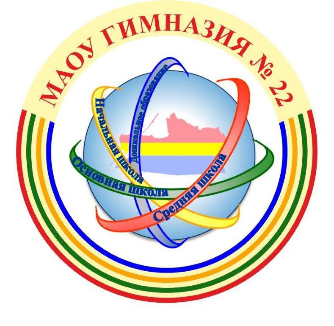 МАОУ ГИМНАЗИЯ № 22
Дошкольное образование
Начальная школа
Основная школа
Средняя школа